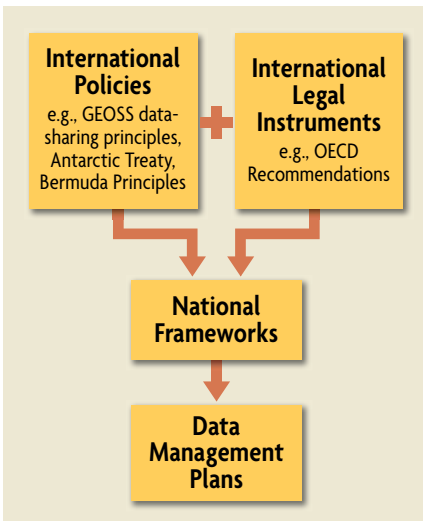 International
Policies
e.g., GEOSS data-
sharing principles,
Antarctic Treaty,
Bermuda Principles
International
Legal
Instruments
e.g., OECD
Recommendations
National
Frameworks
Data
Management
Plans